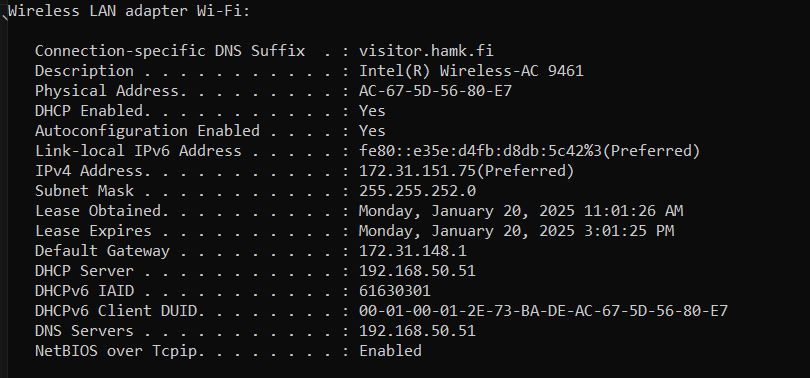 Wireless LAN adapter Wi-Fi:
Connection-specific DNS Suffix  . : visitor.hamk.fi
Description . . . . . . . . . . . : Intel(R) Wireless-AC 9461
Physical Address. . . . . . . . . : AC-67-5D-56-80-E7
DHCP Enabled. . . . . . . . . . . : Yes
Autoconfiguration Enabled . . . . : Yes
Link-local IPv6 Address . . . . . : fe80::e35e:d4fb:d8db:5c42%3(Preferred)
IPv4 Address. . . . . . . . . . . : 172.31.151.75(Preferred)
Subnet Mask . . . . . . . . . . . : 255.255.252.0
Lease Obtained. . . . . . . . . . : Monday, January 20, 2025 11:01:26 AM
Lease Expires . . . . . . . . . . : Monday, January 20, 2025 3:01:25 PM
Default Gateway . . . . . . . . . : 172.31.148.1
DHCP Server . . . . . . . . . . . : 192.168.50.51
DHCPv6 IAID . . . . . . . . . . . : 61630301
DHCPv6 Client DUID. . . . . . . . : 00-01-00-01-2E-73-BA-DE-AC-67-5D-56-80-E7
DNS Servers . . . . . . . . . . . : 192.168.50.51
NetBIOS over Tcpip. . . . . . . . : Enabled